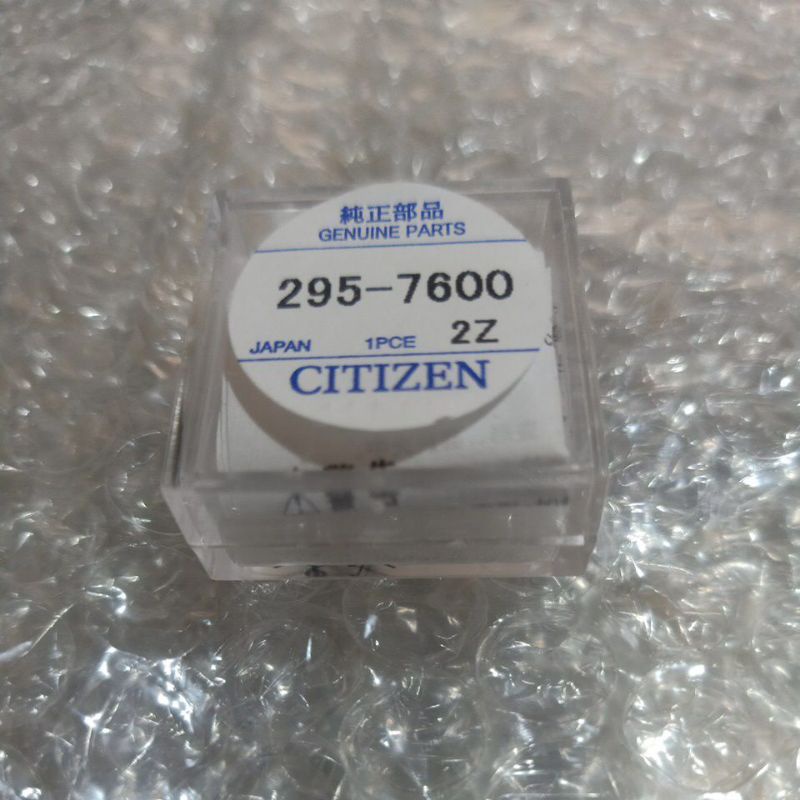 純正部品
GENUINE PARTS
295-7600
JAPAN 1PCE 2Z
CITIZEN